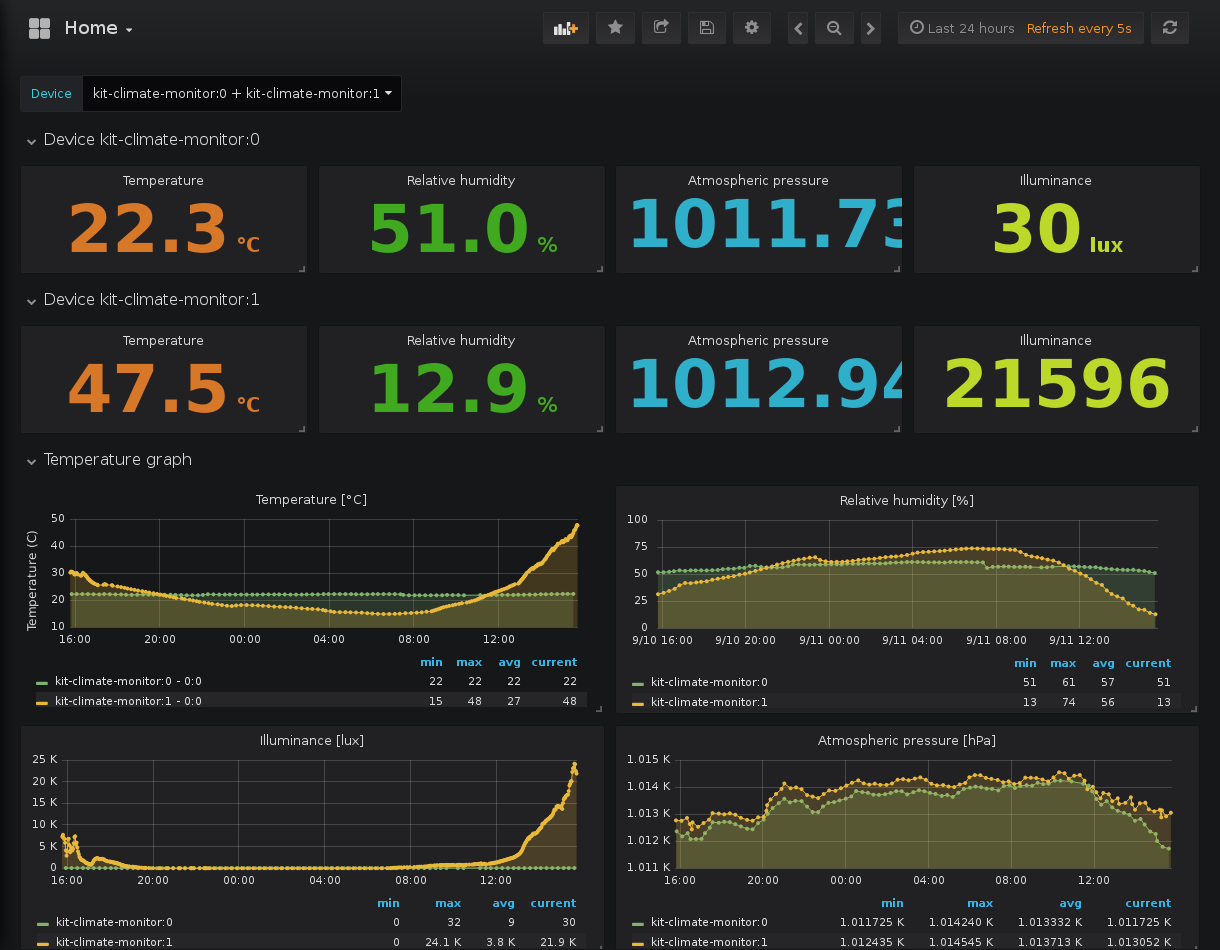 Home
Last 24 hours Refresh every 5s
Device kit-climate-monitor:0 + kit-climate-monitor:1
Device kit-climate-monitor:0
Temperature Relative humidity Atmospheric pressure Illuminance
22.3 °C 51.0 % 1011.73 30 lux
Device kit-climate-monitor:1
Temperature Relative humidity Atmospheric pressure Illuminance
47.5 °C 12.9 % 1012.94 21596
Temperature graph
Temperature [°C]
Temperature (C)
50
40
30
20
10
16:00 20:00 00:00 04:00 08:00 12:00
min max avg current
kit-climate-monitor:0 - 0:0 22 22 22 22
kit-climate-monitor:1 - 0:0 15 48 27 48
Relative humidity [%]
100
75
50
25
0
9/10 16:00 9/10 20:00 9/11 00:00 9/11 04:00 9/11 08:00 9/11 12:00
min max avg current
kit-climate-monitor:0 51 61 57 51
kit-climate-monitor:1 13 74 56 13
Illuminance [lux]
25 K
20 K
15 K
10 K
5 K
0
16:00 20:00 00:00 04:00 08:00 12:00
min max avg current
kit-climate-monitor:0 0 32 9 30
kit-climate-monitor:1 0 24.1 K 3.8 K 21.9 K
Atmospheric pressure [hPa]
1.015 K
1.014 K
1.013 K
1.012 K
1.011 K
16:00 20:00 00:00 04:00 08:00 12:00
min max avg current
kit-climate-monitor:0 1.011725 K 1.014240 K 1.013332 K 1.011725 K
kit-climate-monitor:1 1.012435 K 1.014545 K 1.013713 K 1.013052 K